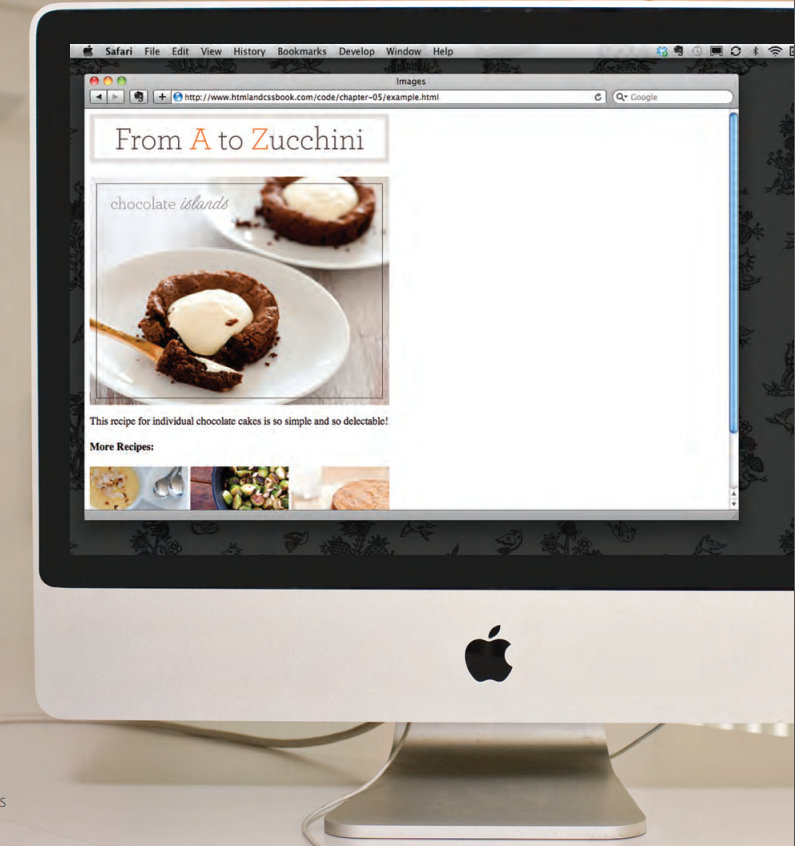 Safari File Edit View History Bookmarks Develop Window Help
Images
http://www.htmlandcssbook.com/code/chapter-05/example.html
Google
From A to Zucchini
chocolate islands
This recipe for individual chocolate cakes is so simple and so delectable!
More Recipes:
S